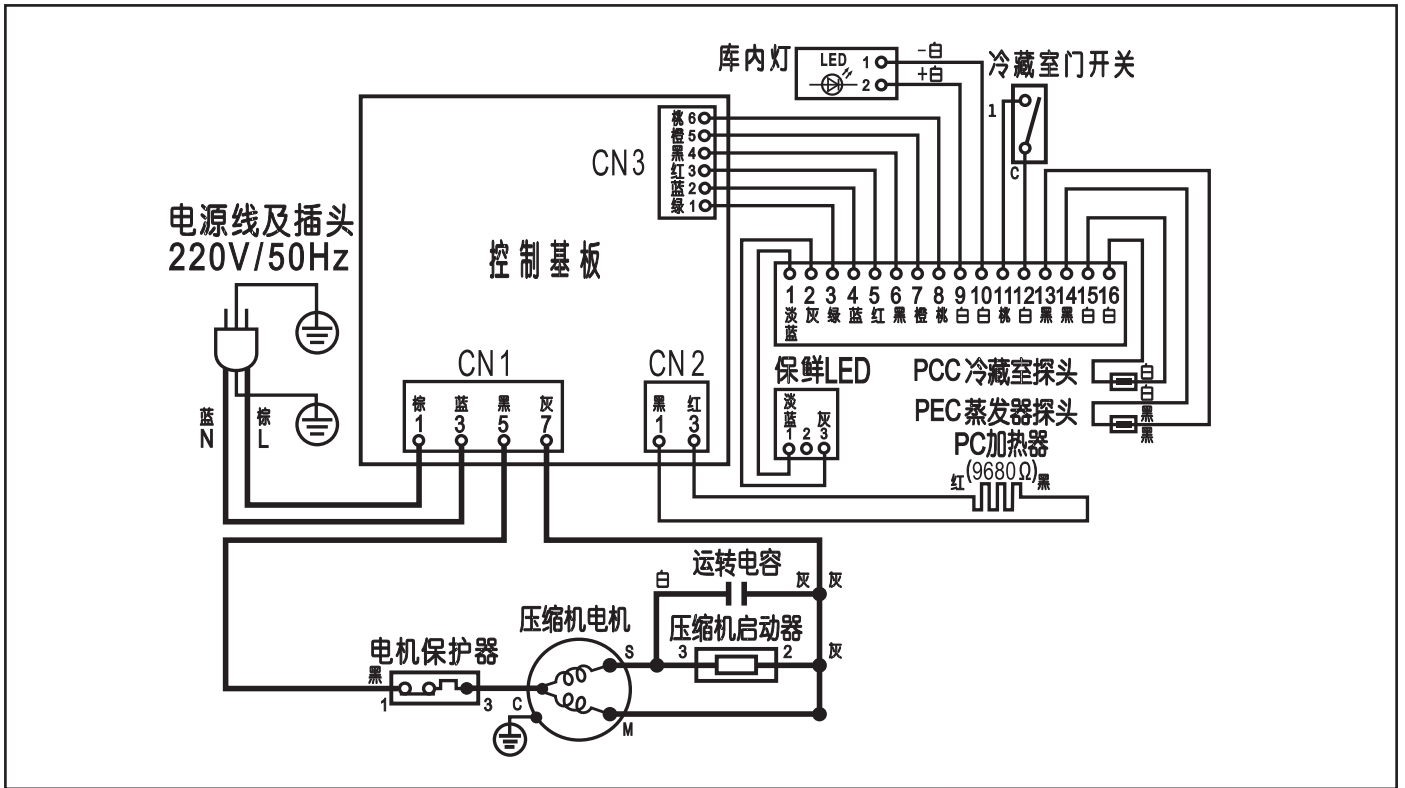 库内灯
LED
1
2
-白
+白
冷藏室门开关
1
C
CN3
桃 6
橙 5
黑 4
红 3
蓝 2
绿 1
电源线及插头
220V/50Hz
控制基板
1 2 3 4 5 6 7 8 9 10 11 12 13 14 15 16
淡蓝 灰 绿 蓝 红 黑 橙 桃 白 白 桃 白 黑 黑 白 白
CN1
棕 蓝 黑 灰
1 3 5 7
CN2
黑 红
1 3
蓝 N
棕 L
保鲜LED
淡蓝 灰
1 2 3
PCC 冷藏室探头
白
白
PEC 蒸发器探头
黑
黑
PC加热器
(9680Ω)
红 黑
运转电容
白 灰 灰
压缩机电机
压缩机启动器
S 3 2 灰
电机保护器
黑
1 3 C
M